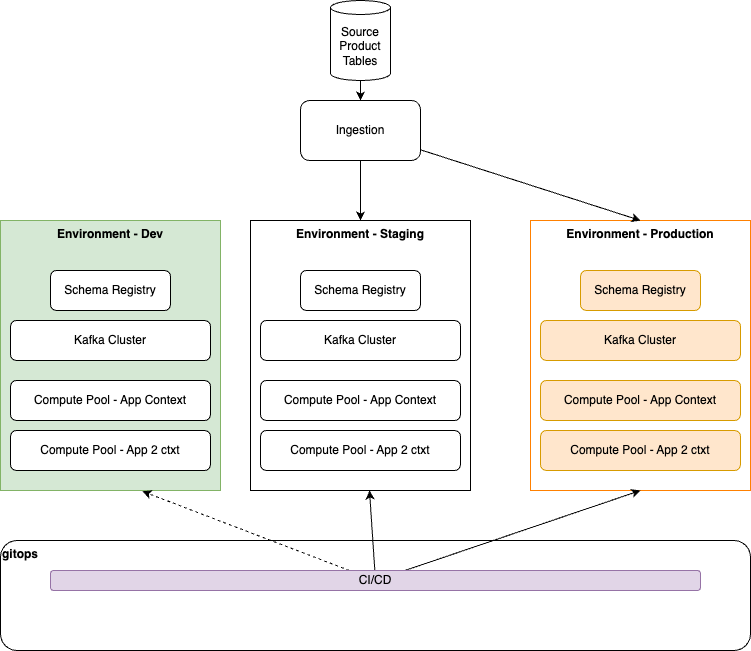 Source
Product
Tables
Ingestion
Environment - Dev
Schema Registry
Kafka Cluster
Compute Pool - App Context
Compute Pool - App 2 ctxt
Environment - Staging
Schema Registry
Kafka Cluster
Compute Pool - App Context
Compute Pool - App 2 ctxt
Environment - Production
Schema Registry
Kafka Cluster
Compute Pool - App Context
Compute Pool - App 2 ctxt
gitops
CI/CD